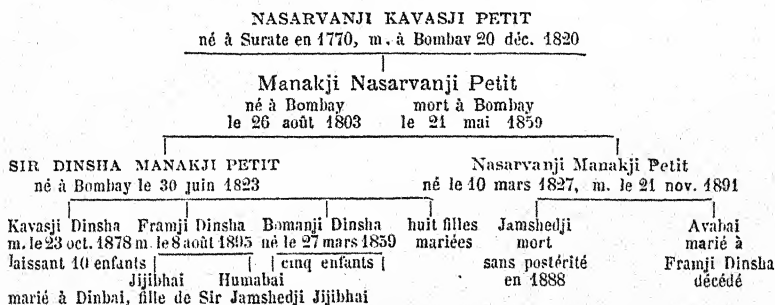 NASARVANJI KAVASJI PETIT
né à Surate en 1770, m. à Bombay 20 déc. 1820
Manakji Nasarvanji Petit
né à Bombay mort à Bombay
le 26 août 1803 le 21 mai 1859
SIR DINSHA MANAKJI PETIT Nasarvanji Manakji Petit
né à Bombay le 30 juin 1823 né le 10 mars 1827, m. le 21 nov. 1891
Kavasji Dinsha Framji Dinsha Bomanji Dinsha huit filles Jamshedji Avabai
m. le 23 oct. 1878 m. le 8 août 1895 né le 27 mars 1859 mariées mort marié à
laissant 10 enfants cinq enfants sans postérité Framji Dinsha
Jijibhai Humabai en 1888 décédé
marié à Dinbai, fille de Sir Jamshedji Jijibhai